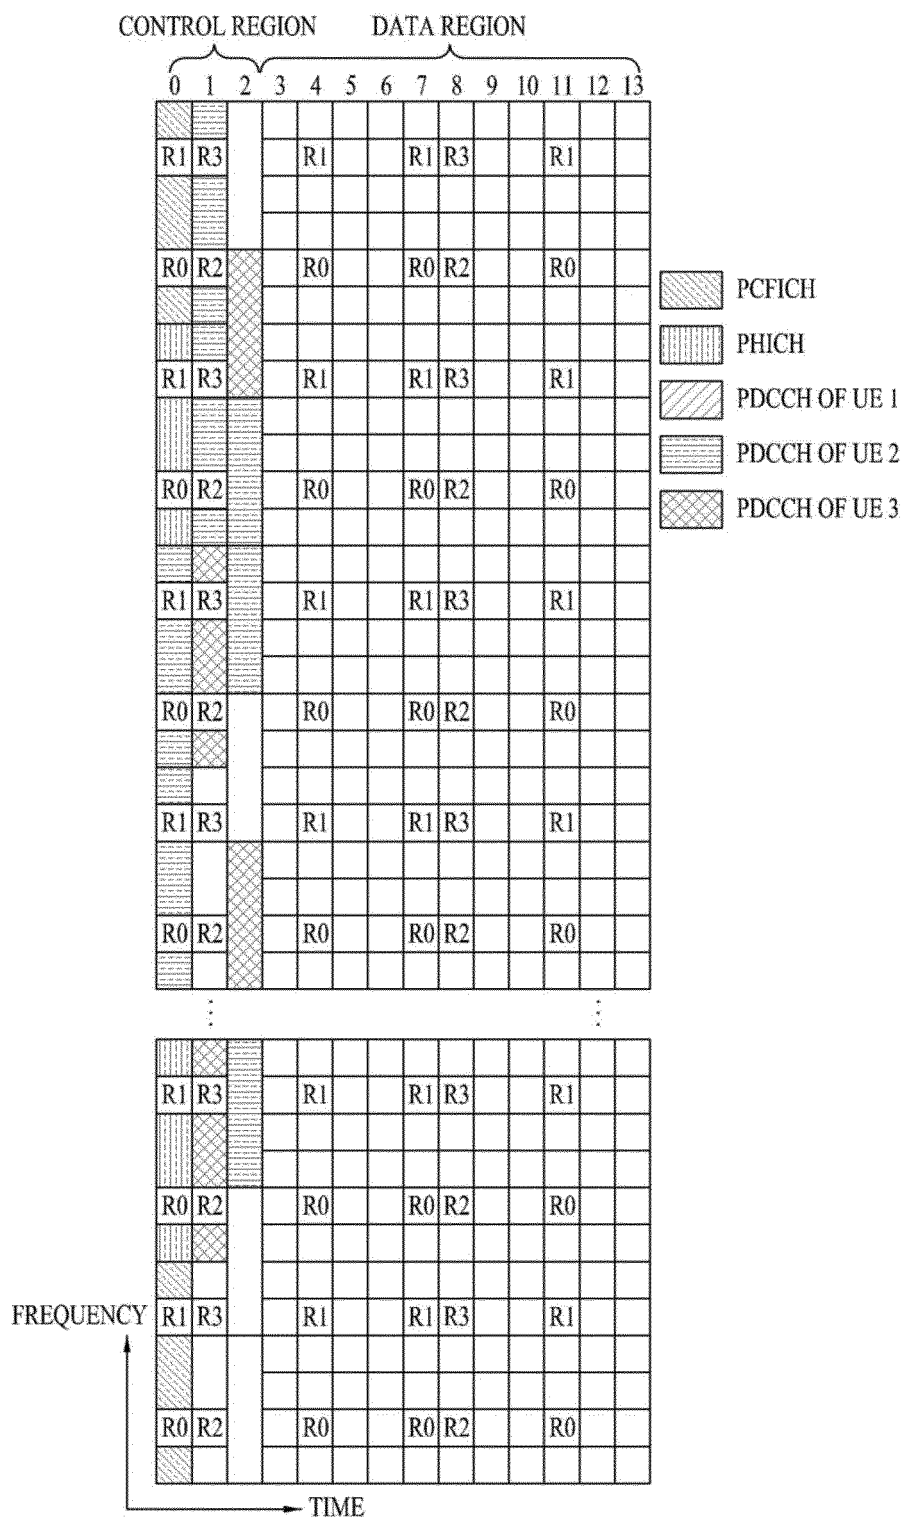 CONTROL REGION DATA REGION
0 1 2 3 4 5 6 7 8 9 10 11 12 13
R1 R3 R1 R1 R3 R1
R0 R2 R0 R0 R2 R0
PCFICH
PHICH
R1 R3 R1 R1 R3 R1
PDCCH OF UE 1
PDCCH OF UE 2
R0 R2 R0 R0 R2 R0
PDCCH OF UE 3
R1 R3 R1 R1 R3 R1
R0 R2 R0 R0 R2 R0
R1 R3 R1 R1 R3 R1
R0 R2 R0 R0 R2 R0
R1 R3 R1 R1 R3 R1
R0 R2 R0 R0 R2 R0
FREQUENCY R1 R3 R1 R1 R3 R1
R0 R2 R0 R0 R2 R0
TIME